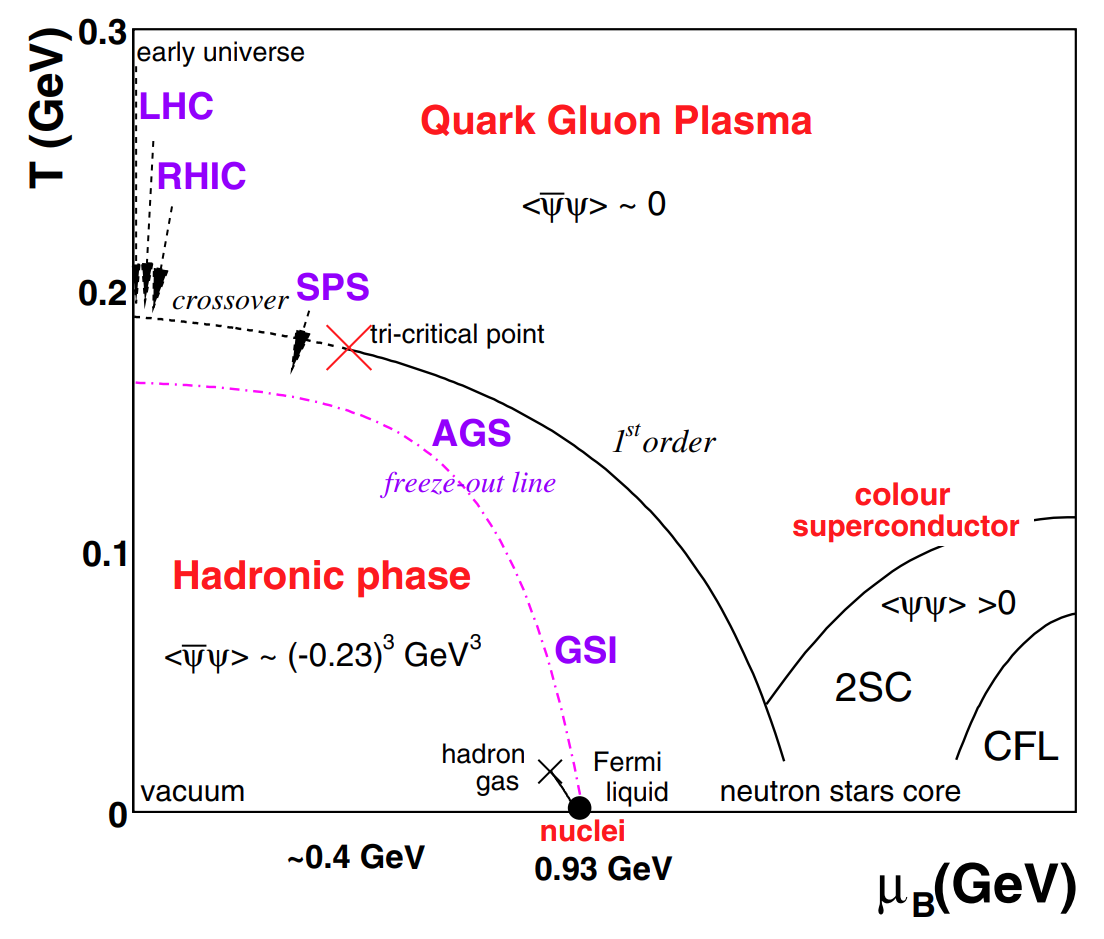 0.3
T (GeV)
early universe
LHC
Quark Gluon Plasma
RHIC
<ψ̅ψ> ~ 0
0.2
crossover
SPS
tri-critical point
AGS
1st order
freeze-out line
colour
superconductor
0.1
Hadronic phase
<ψψ> >0
<ψ̅ψ> ~ (-0.23)³ GeV³
GSI
2SC
CFL
hadron
gas
Fermi
liquid
vacuum
neutron stars core
0
nuclei
~0.4 GeV
0.93 GeV
μB(GeV)